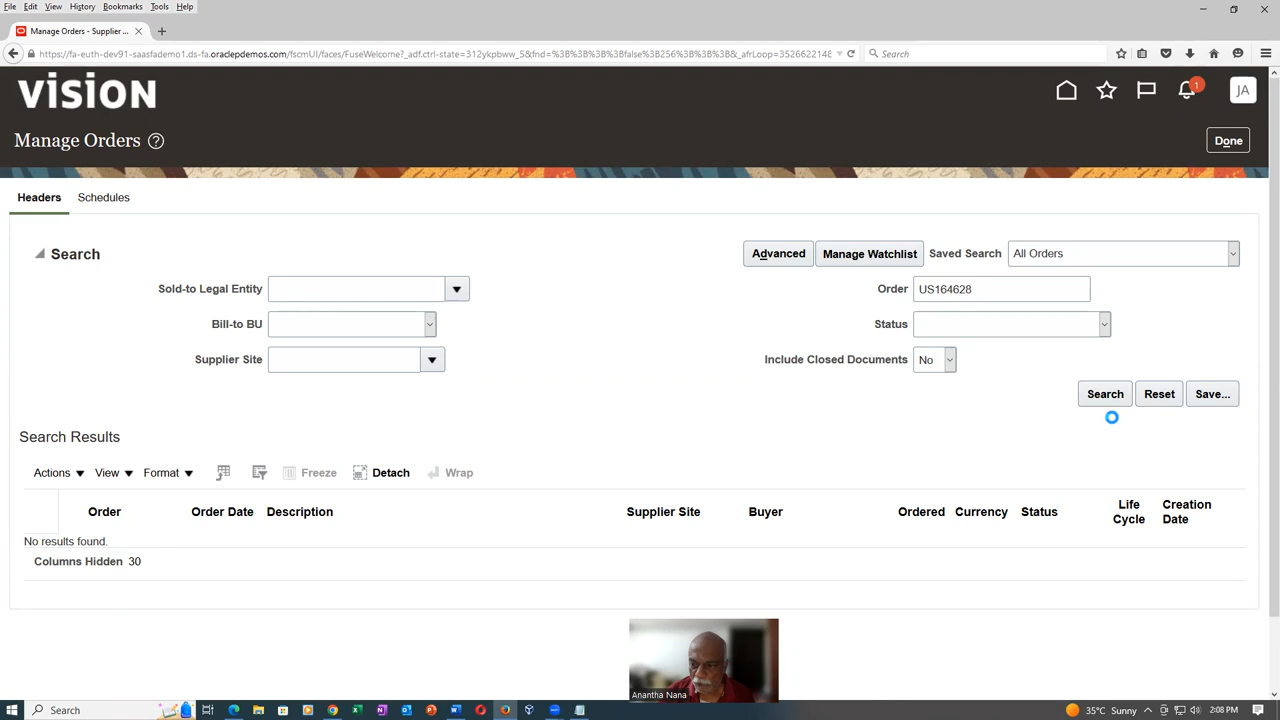 File Edit View History Bookmarks Tools Help
Manage Orders - Supplier ...
https://fa-euth-dev91-saasfademo1.ds-fa.oraclepdemos.com/fscmUI/faces/FuseWelcome?_adf.ctrl-state=312ykpbww_5&fnd=%3B%3B%3B%3Bfalse%3B256%3B%3B%3B&_afrLoop=3526622148
Search
vision
1
JA
Manage Orders
Done
Headers Schedules
Search
Advanced Manage Watchlist Saved Search All Orders
Sold-to Legal Entity
Order US164628
Bill-to BU
Status
Supplier Site
Include Closed Documents No
Search Reset Save...
Search Results
Actions View Format Freeze Detach Wrap
Order Order Date Description Supplier Site Buyer Ordered Currency Status Life Cycle Creation Date
No results found.
Columns Hidden 30
Anantha Nana
Search
35°C Sunny
2:08 PM